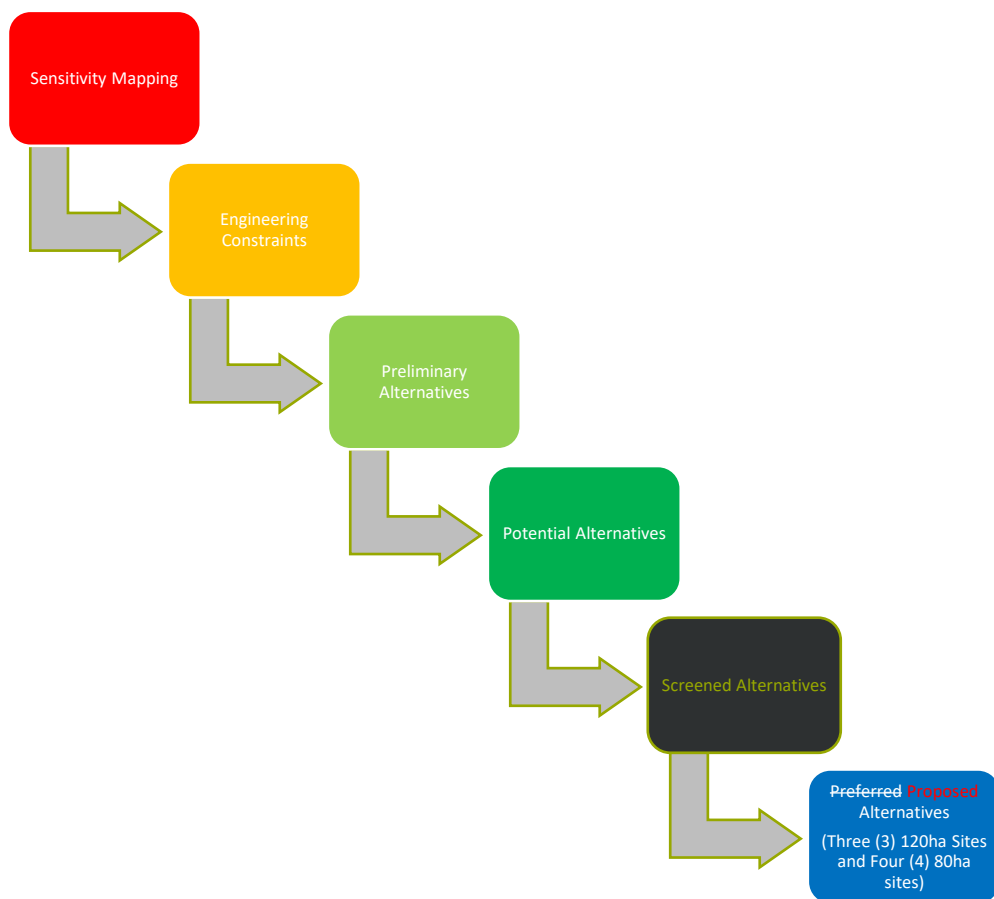 Sensitivity Mapping
Engineering
Constraints
Preliminary
Alternatives
Potential Alternatives
Screened Alternatives
Preferred Proposed
Alternatives
(Three (3) 120ha Sites
and Four (4) 80ha
sites)